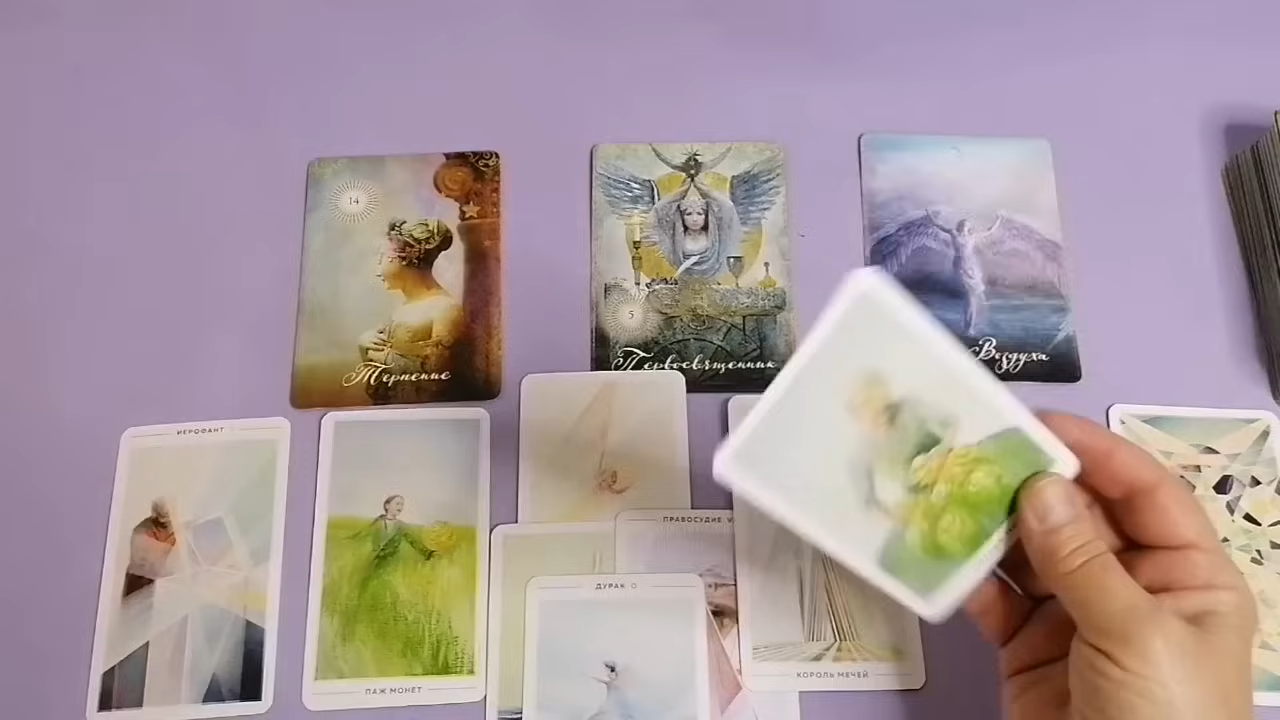 14
Терпение
5
Первосвященник
Воздуха
ИЕРОФАНТ
ПАЖ МОНЕТ
ПРАВОСУДИЕ
ДУРАК 0
КОРОЛЬ МЕЧЕЙ